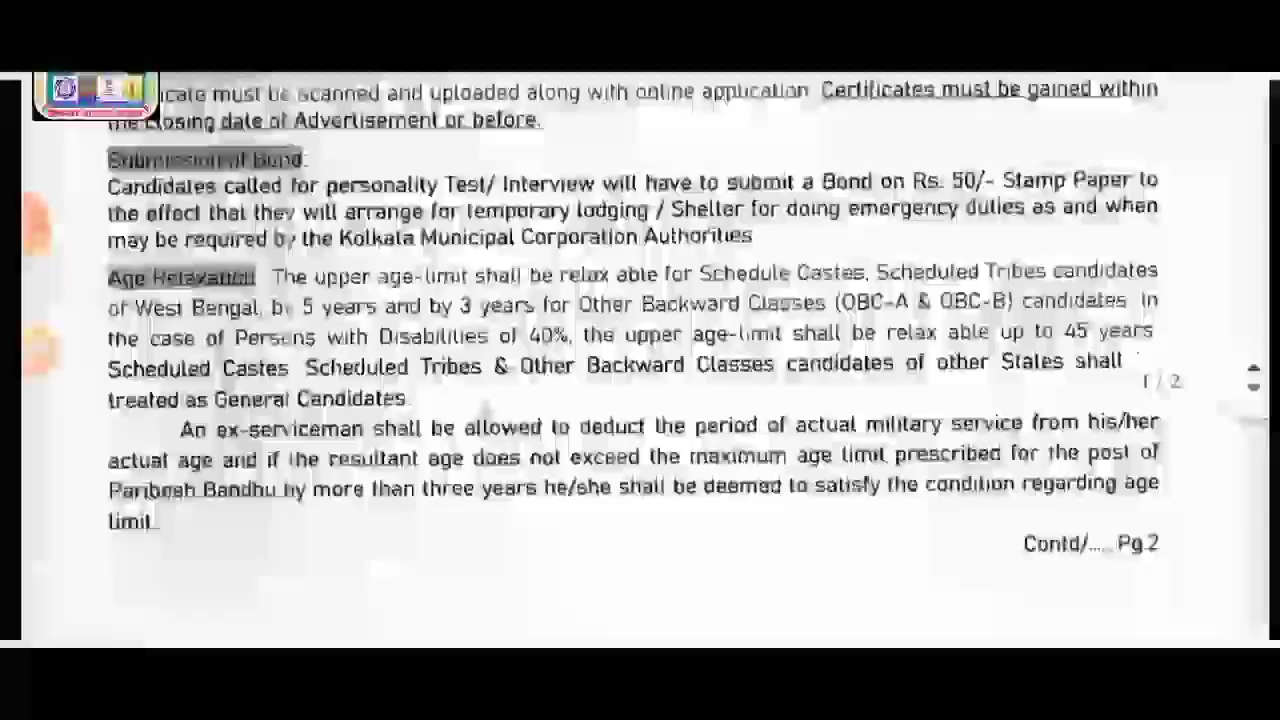 must be scanned and uploaded along with online application. Certificates must be gained within
the closing date of Advertisement or before.
Submission of Bond:
Candidates called for personality Test/ Interview will have to submit a Bond on Rs. 50/- Stamp Paper to
the effect that they will arrange for temporary lodging / Shelter for doing emergency duties as and when
may be required by the Kolkata Municipal Corporation Authorities
Age Relaxation The upper age-limit shall be relax able for Schedule Castes, Scheduled Tribes candidates
of West Bengal, by 5 years and by 3 years for Other Backward Classes (OBC-A & OBC-B) candidates. In
the case of Persons with Disabilities of 40%, the upper age-limit shall be relax able up to 45 years
Scheduled Castes Scheduled Tribes & Other Backward Classes candidates of other States shall
1 / 2
treated as General Candidates.
An ex-serviceman shall be allowed to deduct the period of actual military service from his/her
actual age and if the resultant age does not exceed the maximum age limit prescribed for the post of
Paribesh Bandhu by more than three years he/she shall be deemed to satisfy the condition regarding age
limit.
Contd/.... Pg.2